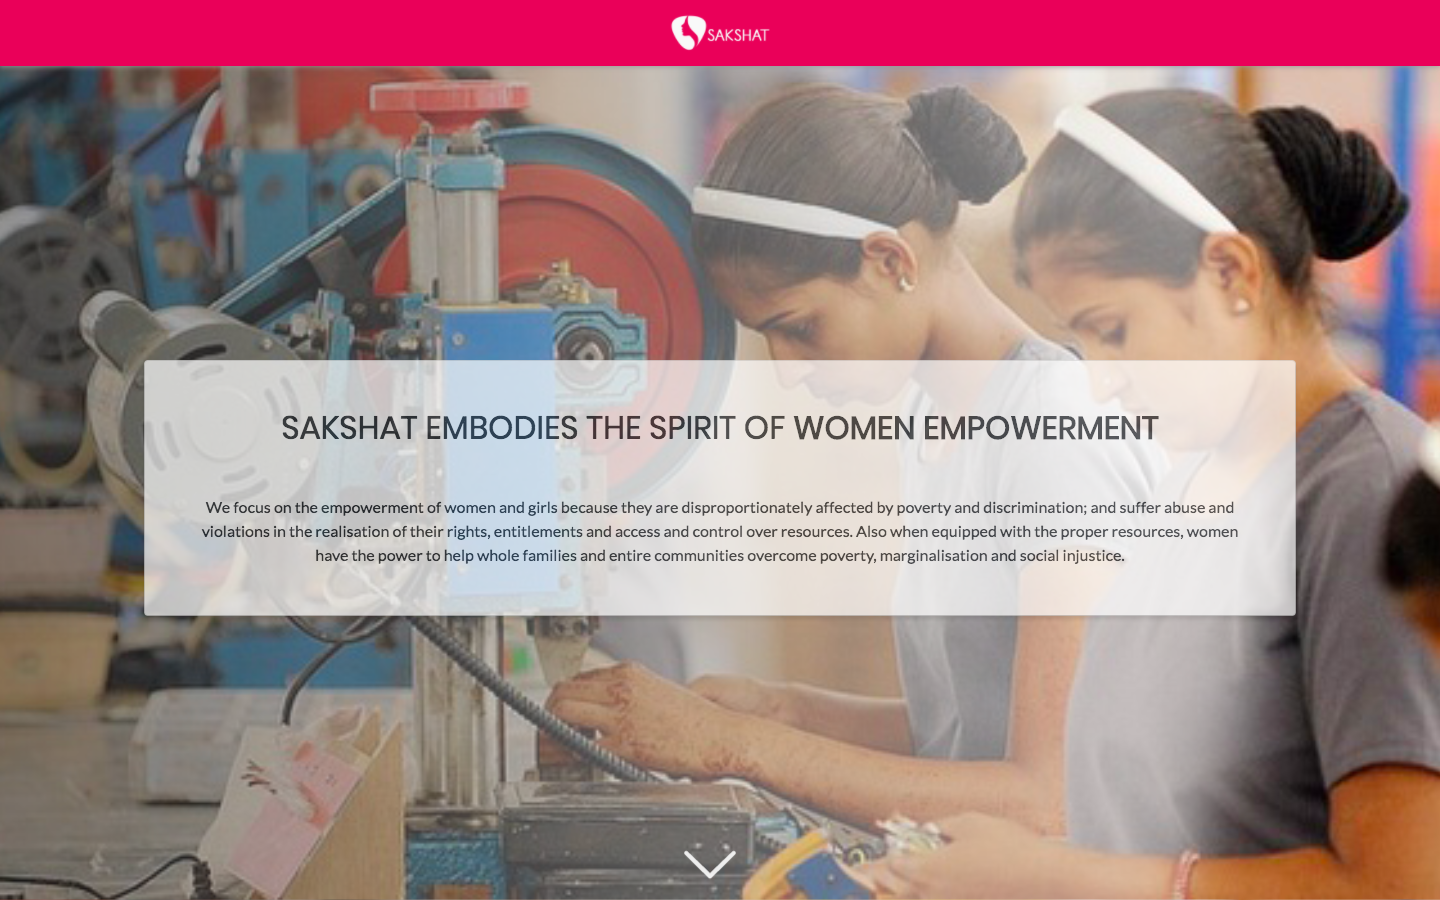 SAKSHAT
SAKSHAT EMBODIES THE SPIRIT OF WOMEN EMPOWERMENT
We focus on the empowerment of women and girls because they are disproportionately affected by poverty and discrimination; and suffer abuse and
violations in the realisation of their rights, entitlements and access and control over resources. Also when equipped with the proper resources, women
have the power to help whole families and entire communities overcome poverty, marginalisation and social injustice.